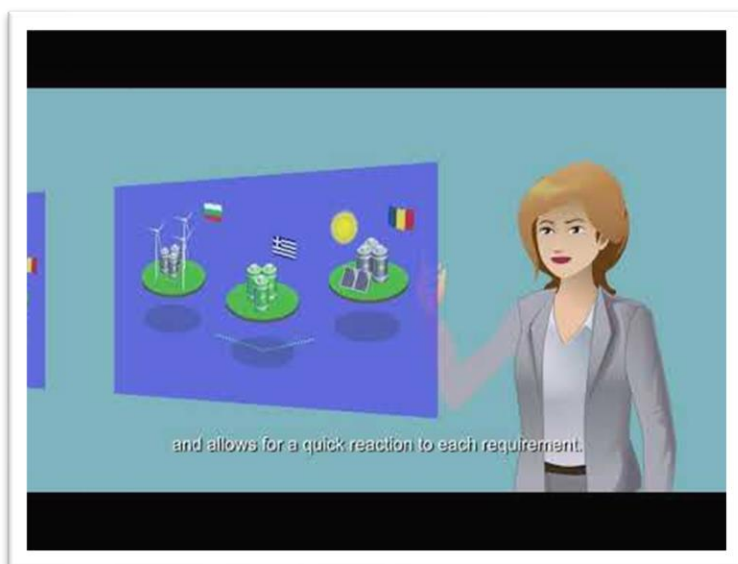 and allows for a quick reaction to each requirement.